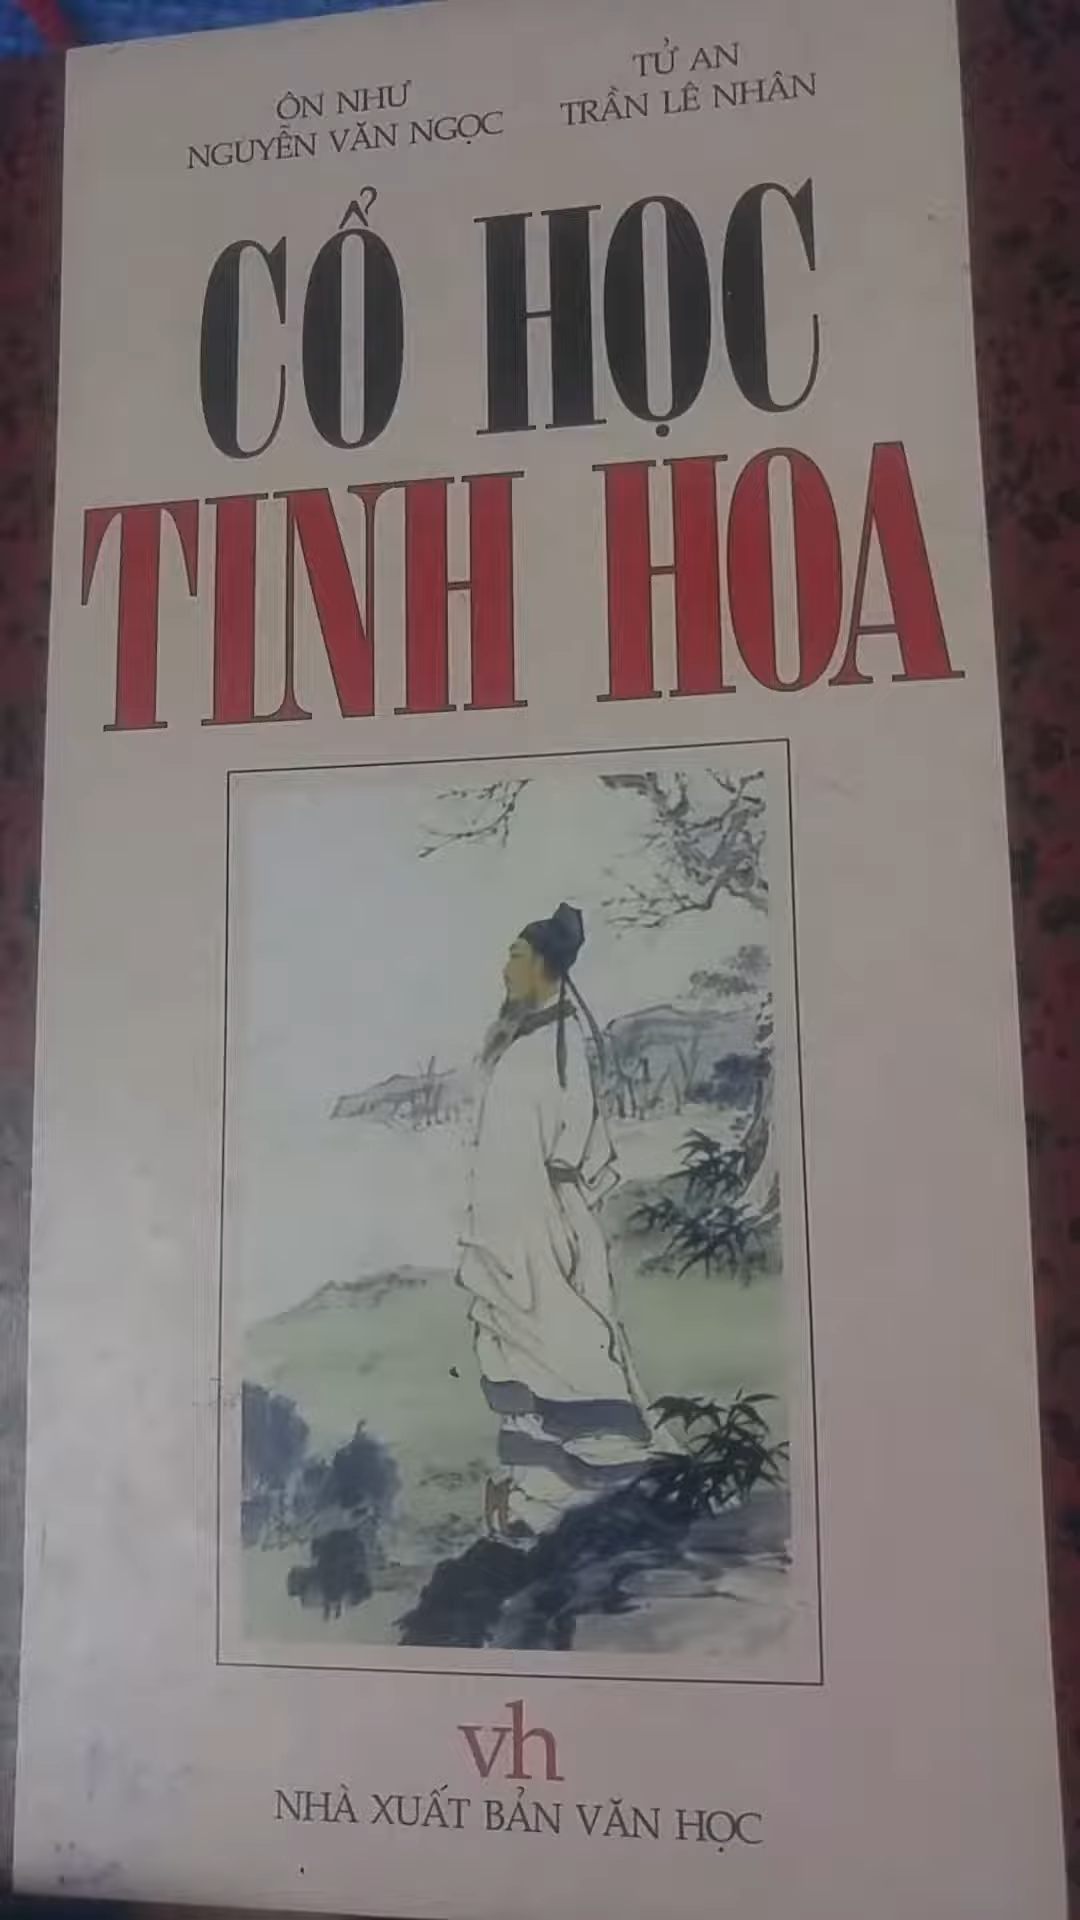 ÔN NHƯ
NGUYỄN VĂN NGỌC
TỬ AN
TRẦN LÊ NHÂN
CỔ HỌC
TINH HOA
vh
NHÀ XUẤT BẢN VĂN HỌC